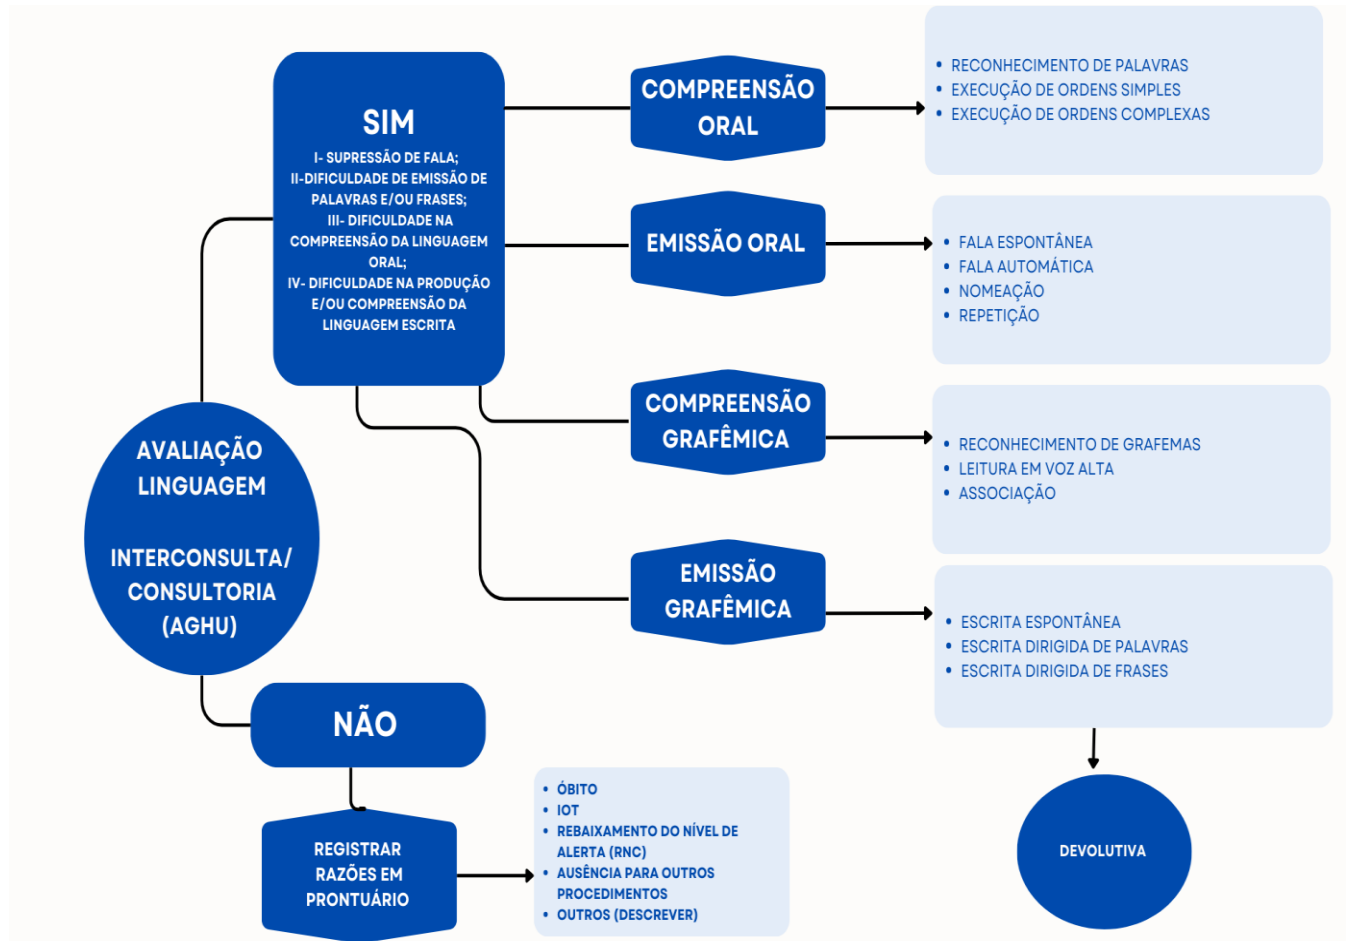 AVALIAÇÃO
LINGUAGEM
INTERCONSULTA/
CONSULTORIA
(AGHU)
SIM
I- SUPRESSÃO DE FALA;
II-DIFICULDADE DE EMISSÃO DE
PALAVRAS E/OU FRASES;
III- DIFICULDADE NA
COMPREENSÃO DA LINGUAGEM
ORAL;
IV- DIFICULDADE NA PRODUÇÃO
E/OU COMPREENSÃO DA
LINGUAGEM ESCRITA
COMPREENSÃO
ORAL
• RECONHECIMENTO DE PALAVRAS
• EXECUÇÃO DE ORDENS SIMPLES
• EXECUÇÃO DE ORDENS COMPLEXAS
EMISSÃO ORAL
• FALA ESPONTÂNEA
• FALA AUTOMÁTICA
• NOMEAÇÃO
• REPETIÇÃO
COMPREENSÃO
GRAFÊMICA
• RECONHECIMENTO DE GRAFEMAS
• LEITURA EM VOZ ALTA
• ASSOCIAÇÃO
EMISSÃO
GRAFÊMICA
• ESCRITA ESPONTÂNEA
• ESCRITA DIRIGIDA DE PALAVRAS
• ESCRITA DIRIGIDA DE FRASES
DEVOLUTIVA
NÃO
REGISTRAR
RAZÕES EM
PRONTUÁRIO
• ÓBITO
• IOT
• REBAIXAMENTO DO NÍVEL DE
ALERTA (RNC)
• AUSÊNCIA PARA OUTROS
PROCEDIMENTOS
• OUTROS (DESCREVER)